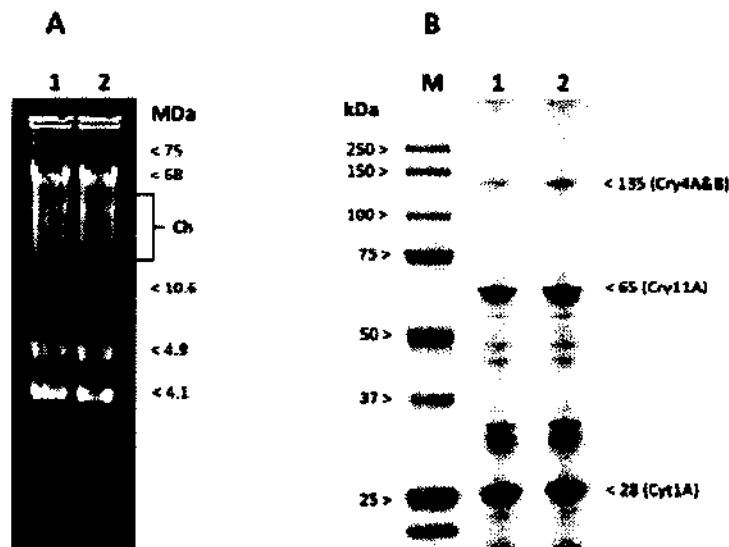 A
B
1 2
M 1 2
MDa
kDa
< 75
< 68
Ch
< 10.6
< 4.9
< 4.1
250 >
150 >
100 >
75 >
50 >
37 >
25 >
< 135 (Cry4A&B)
< 65 (Cry11A)
< 28 (Cyt1A)